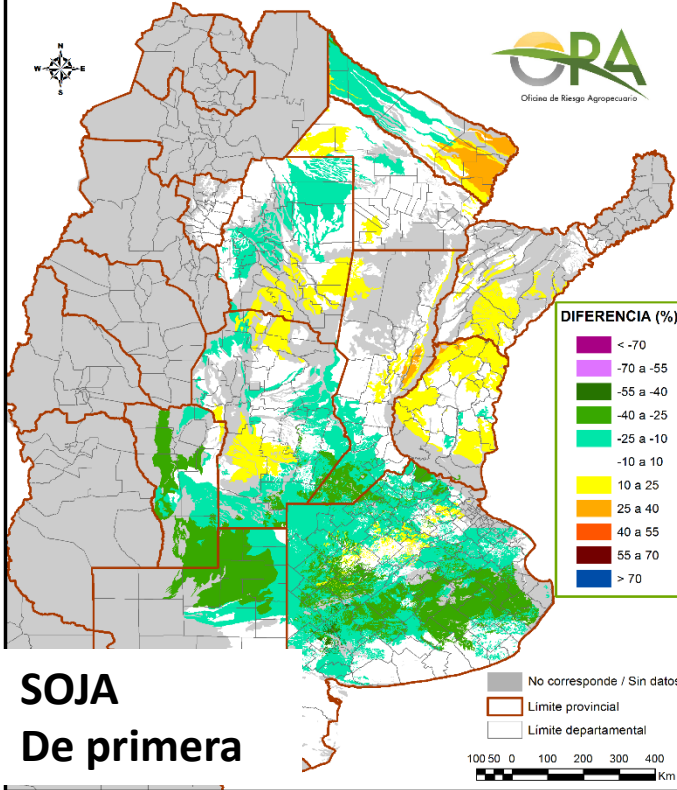 N
W E
S
ORA
Oficina de Riesgo Agropecuario
DIFERENCIA (%)
< -70
-70 a -55
-55 a -40
-40 a -25
-25 a -10
-10 a 10
10 a 25
25 a 40
40 a 55
55 a 70
> 70
SOJA
De primera
No corresponde / Sin datos
Límite provincial
Límite departamental
100 50 0 100 200 300 400
Km